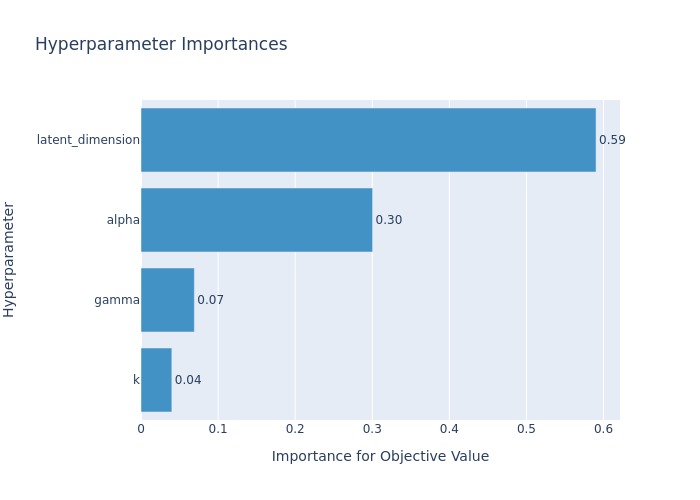 Hyperparameter Importances
Hyperparameter
latent_dimension
0.59
alpha
0.30
gamma
0.07
k
0.04
0
0.1
0.2
0.3
0.4
0.5
0.6
Importance for Objective Value